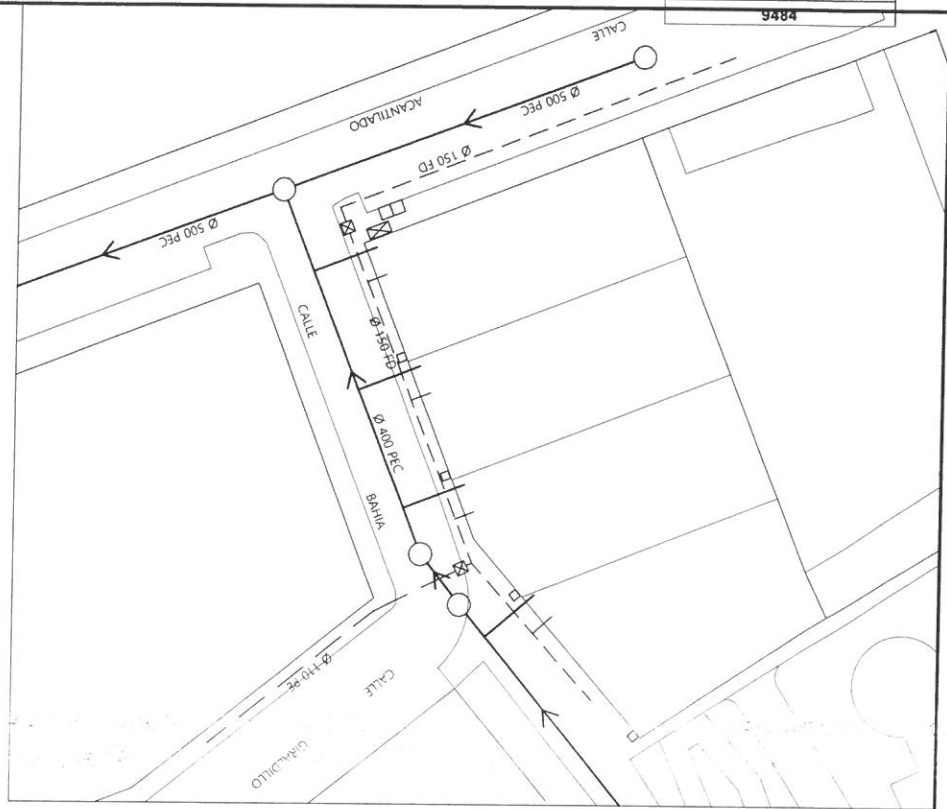 9484
CALLE
ACANTILADO
Ø 500 PEC
Ø 150 FD
Ø 500 PEC
CALLE
Ø 150 FD
Ø 400 PEC
BAHIA
Ø 110 PE
CALLE
GIRALDILLO